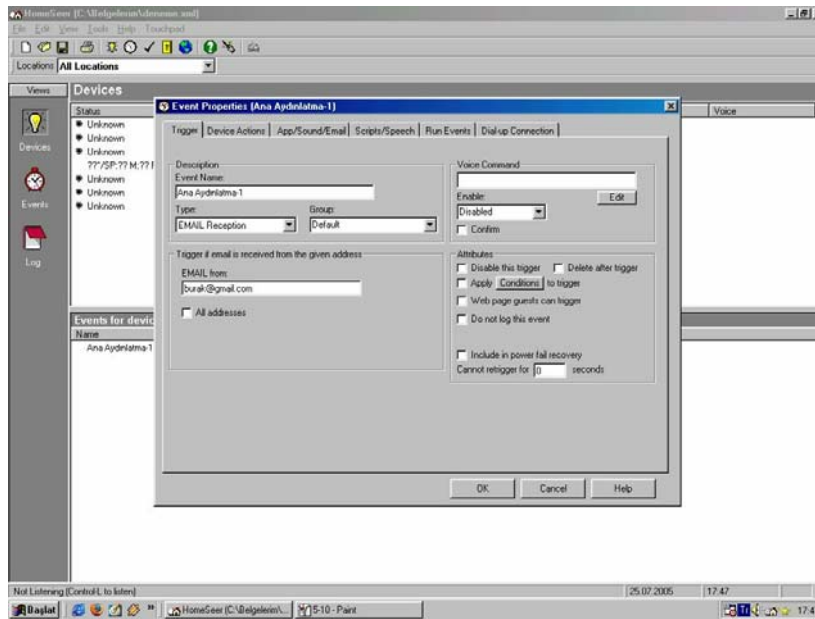 HomeSeer [C:\Belgelerim\deneme.xml]
File Edit View Tools Help Touchpad
Locations All Locations
Views
Devices
Events
Log
Devices
Status
Voice
Unknown
Unknown
Unknown
Unknown
Unknown
Unknown
Events for devic
Name
Ana Aydınlatma-1
Event Properties (Ana Aydınlatma-1)
Trigger Device Actions App/Sound/Email Scripts/Speech Run Events Dial-up Connection
Description
Event Name:
Ana Aydınlatma-1
Type: Group:
EMAIL Reception Default
Trigger if email is received from the given address
EMAIL from:
burak@gmail.com
All addresses
Voice Command
Enable: Edit
Disabled
Confirm
Attributes
Disable this trigger Delete after trigger
Apply Conditions to trigger
Web page guests can trigger
Do not log this event
Include in power fail recovery
Cannot retrigger for 0 seconds
OK Cancel Help
Not Listening (Control-L to listen) 25.07.2005 17:47
Başlat HomeSeer (C:\Belgelerim\... 5-10 - Paint Tr 17:4